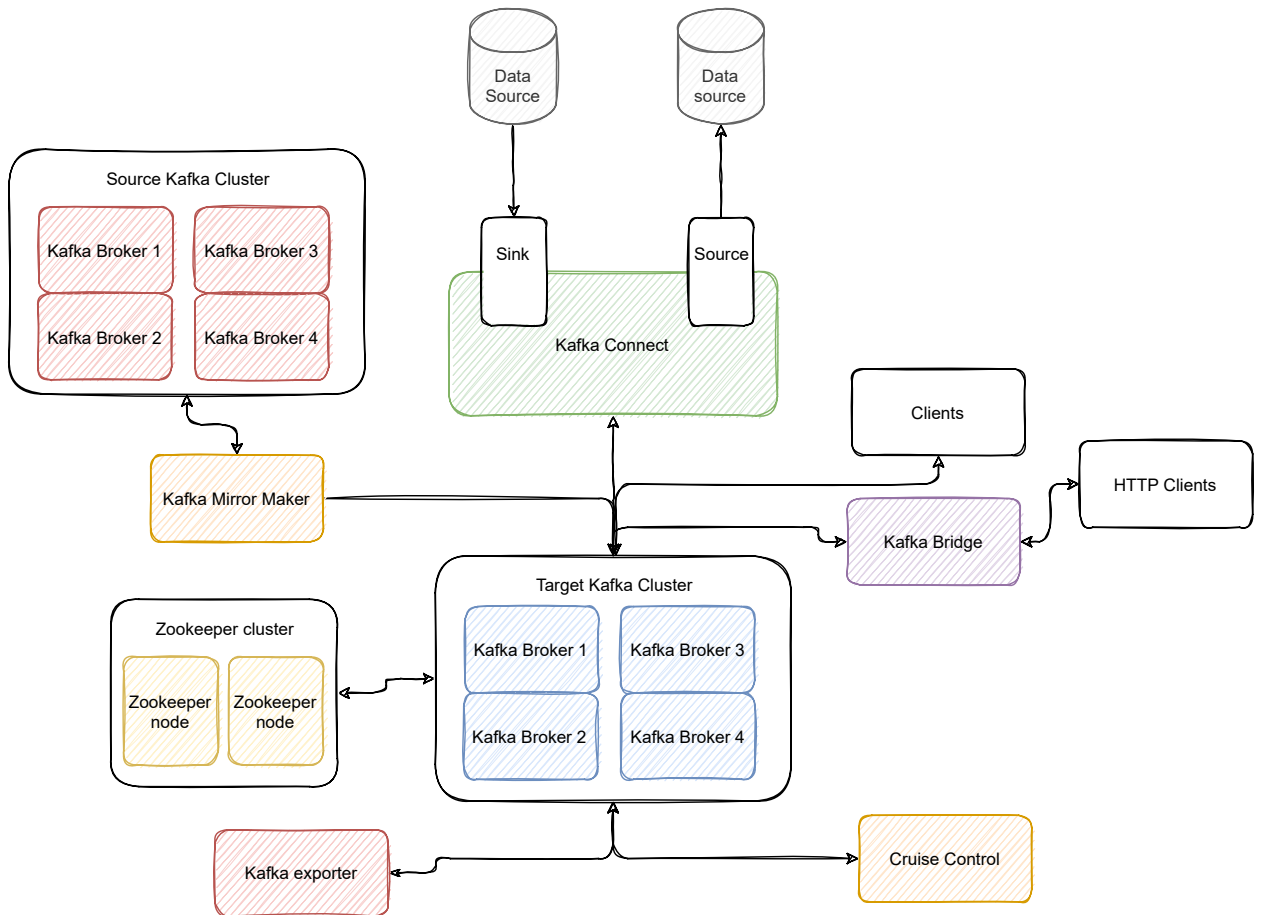 Data
Source
Data
source
Source Kafka Cluster
Kafka Broker 1
Kafka Broker 3
Kafka Broker 2
Kafka Broker 4
Sink
Source
Kafka Connect
Clients
HTTP Clients
Kafka Mirror Maker
Kafka Bridge
Target Kafka Cluster
Kafka Broker 1
Kafka Broker 3
Kafka Broker 2
Kafka Broker 4
Zookeeper cluster
Zookeeper
node
Zookeeper
node
Kafka exporter
Cruise Control